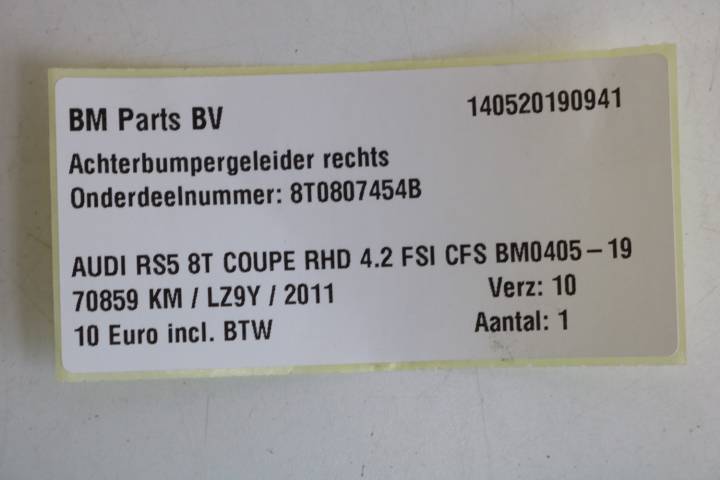 BM Parts BV 140520190941
Achterbumpergeleider rechts
Onderdeelnummer: 8T0807454B
AUDI RS5 8T COUPE RHD 4.2 FSI CFS BM0405-19
70859 KM / LZ9Y / 2011 Verz: 10
10 Euro incl. BTW Aantal: 1